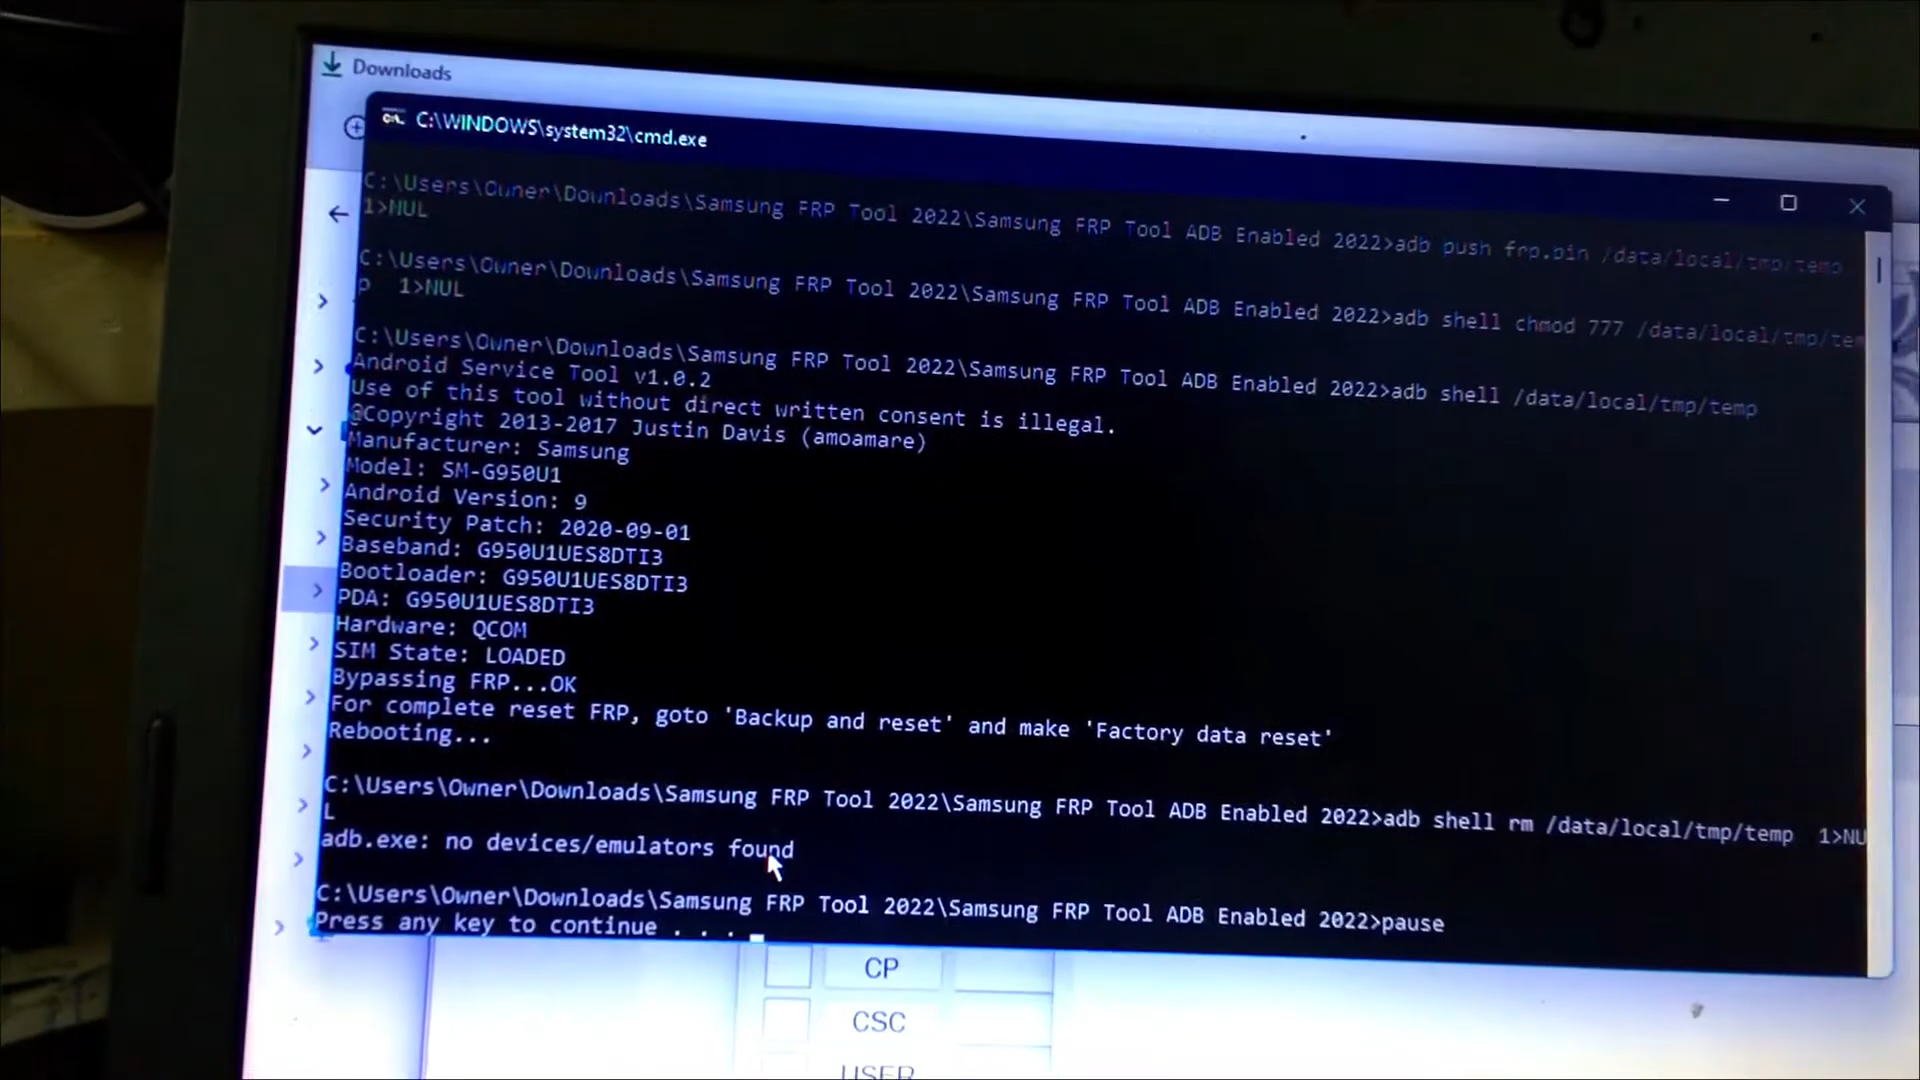 Downloads
C:\WINDOWS\system32\cmd.exe
C:\Users\Owner\Downloads\Samsung FRP Tool 2022\Samsung FRP Tool ADB Enabled 2022>adb push frp.bin /data/local/tmp/temp
1>NUL
C:\Users\Owner\Downloads\Samsung FRP Tool 2022\Samsung FRP Tool ADB Enabled 2022>adb shell chmod 777 /data/local/tmp/tem
p 1>NUL
C:\Users\Owner\Downloads\Samsung FRP Tool 2022\Samsung FRP Tool ADB Enabled 2022>adb shell /data/local/tmp/temp
Android Service Tool v1.0.2
Use of this tool without direct written consent is illegal.
@Copyright 2013-2017 Justin Davis (amoamare)
Manufacturer: Samsung
Model: SM-G950U1
Android Version: 9
Security Patch: 2020-09-01
Baseband: G950U1UES8DTI3
Bootloader: G950U1UES8DTI3
PDA: G950U1UES8DTI3
Hardware: QCOM
SIM State: LOADED
Bypassing FRP...OK
For complete reset FRP, goto 'Backup and reset' and make 'Factory data reset'
Rebooting...
C:\Users\Owner\Downloads\Samsung FRP Tool 2022\Samsung FRP Tool ADB Enabled 2022>adb shell rm /data/local/tmp/temp 1>NU
L
adb.exe: no devices/emulators found
C:\Users\Owner\Downloads\Samsung FRP Tool 2022\Samsung FRP Tool ADB Enabled 2022>pause
Press any key to continue . . .
CP
CSC
USER